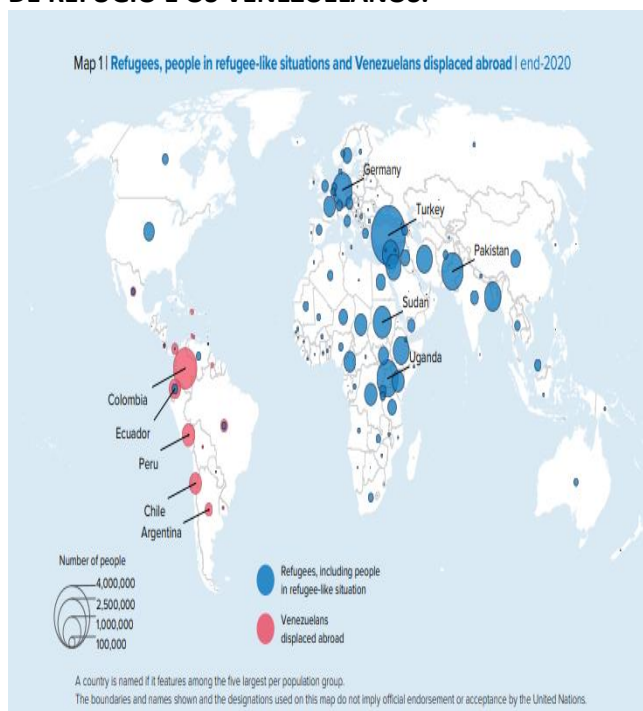 DE REFÚGIO E OS VENEZUELANOS.
Map 1 | Refugees, people in refugee-like situations and Venezuelans displaced abroad | end-2020
Germany
Turkey
Pakistan
Sudan
Uganda
Colombia
Ecuador
Peru
Chile
Argentina
Number of people
4,000,000
2,500,000
1,000,000
100,000
Refugees, including people
in refugee-like situation
Venezuelans
displaced abroad
A country is named if it features among the five largest per population group.
The boundaries and names shown and the designations used on this map do not imply official endorsement or acceptance by the United Nations.